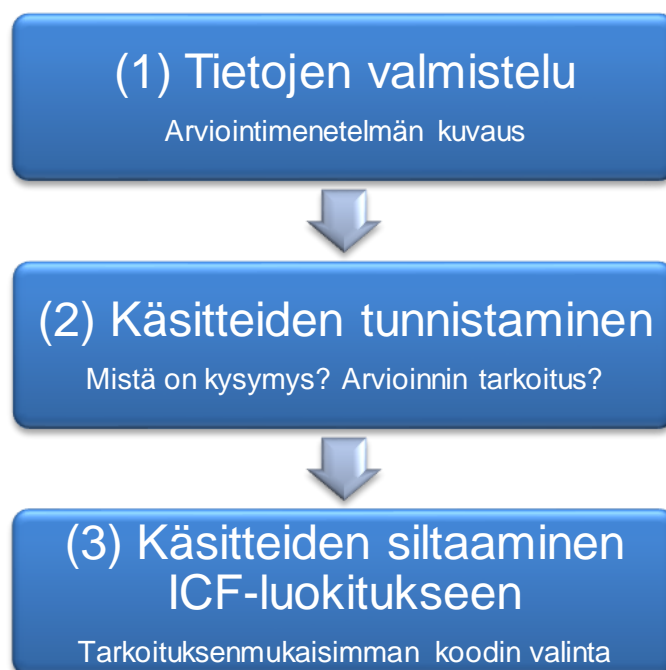 (1) Tietojen valmistelu
Arviointimenetelmän kuvaus
(2) Käsitteiden tunnistaminen
Mistä on kysymys? Arvioinnin tarkoitus?
(3) Käsitteiden siltaaminen
ICF-luokitukseen
Tarkoituksenmukaisimman koodin valinta